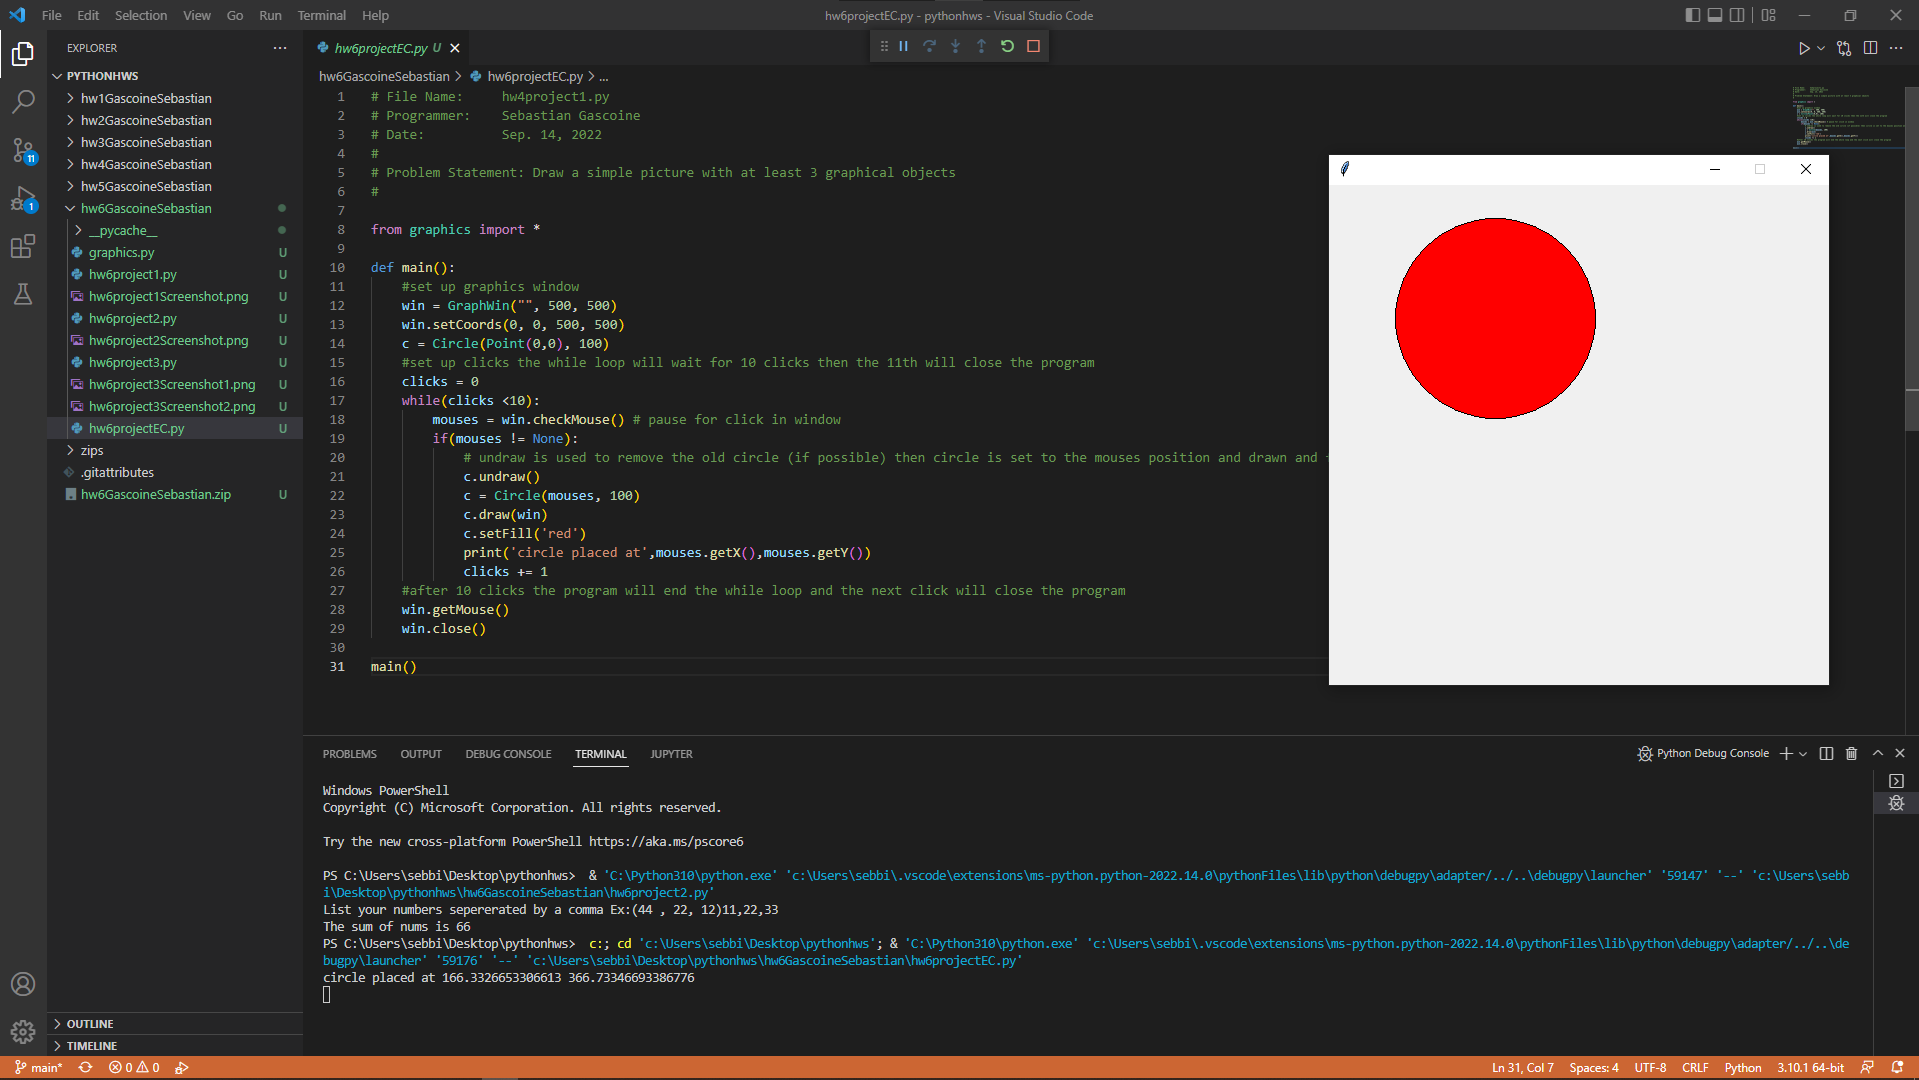 File Edit Selection View Go Run Terminal Help
hw6projectEC.py - pythonhws - Visual Studio Code
EXPLORER
PYTHONHWS
hw1GascoineSebastian
hw2GascoineSebastian
hw3GascoineSebastian
hw4GascoineSebastian
hw5GascoineSebastian
hw6GascoineSebastian
__pycache__
graphics.py U
hw6project1.py U
hw6project1Screenshot.png U
hw6project2.py U
hw6project2Screenshot.png U
hw6project3.py U
hw6project3Screenshot1.png U
hw6project3Screenshot2.png U
hw6projectEC.py U
zips
.gitattributes
hw6GascoineSebastian.zip U
OUTLINE
TIMELINE
11
1
hw6projectEC.py U
hw6GascoineSebastian > hw6projectEC.py > ...
1 # File Name: hw4project1.py
2 # Programmer: Sebastian Gascoine
3 # Date: Sep. 14, 2022
4 #
5 # Problem Statement: Draw a simple picture with at least 3 graphical objects
6 #
7
8 from graphics import *
9
10 def main():
11 #set up graphics window
12 win = GraphWin("", 500, 500)
13 win.setCoords(0, 0, 500, 500)
14 c = Circle(Point(0,0), 100)
15 #set up clicks the while loop will wait for 10 clicks then the 11th will close the program
16 clicks = 0
17 while(clicks <10):
18 mouses = win.checkMouse() # pause for click in window
19 if(mouses != None):
20 # undraw is used to remove the old circle (if possible) then circle is set to the mouses position and drawn and
21 c.undraw()
22 c = Circle(mouses, 100)
23 c.draw(win)
24 c.setFill('red')
25 print('circle placed at',mouses.getX(),mouses.getY())
26 clicks += 1
27 #after 10 clicks the program will end the while loop and the next click will close the program
28 win.getMouse()
29 win.close()
30
31 main()
PROBLEMS OUTPUT DEBUG CONSOLE TERMINAL JUPYTER
Python Debug Console
Windows PowerShell
Copyright (C) Microsoft Corporation. All rights reserved.
Try the new cross-platform PowerShell https://aka.ms/pscore6
PS C:\Users\sebbi\Desktop\pythonhws>  & 'C:\Python310\python.exe' 'c:\Users\sebbi\.vscode\extensions\ms-python.python-2022.14.0\pythonFiles\lib\python\debugpy\adapter/../..\debugpy\launcher' '59147' '--' 'c:\Users\sebb
i\Desktop\pythonhws\hw6GascoineSebastian\hw6project2.py'
List your numbers sepererated by a comma Ex:(44 , 22, 12)11,22,33
The sum of nums is 66
PS C:\Users\sebbi\Desktop\pythonhws>  c:; cd 'c:\Users\sebbi\Desktop\pythonhws'; & 'C:\Python310\python.exe' 'c:\Users\sebbi\.vscode\extensions\ms-python.python-2022.14.0\pythonFiles\lib\python\debugpy\adapter/../..\de
bugpy\launcher' '59176' '--' 'c:\Users\sebbi\Desktop\pythonhws\hw6GascoineSebastian\hw6projectEC.py'
circle placed at 166.3326653306613 366.73346693386776
main* 0 0
Ln 31, Col 7 Spaces: 4 UTF-8 CRLF Python 3.10.1 64-bit